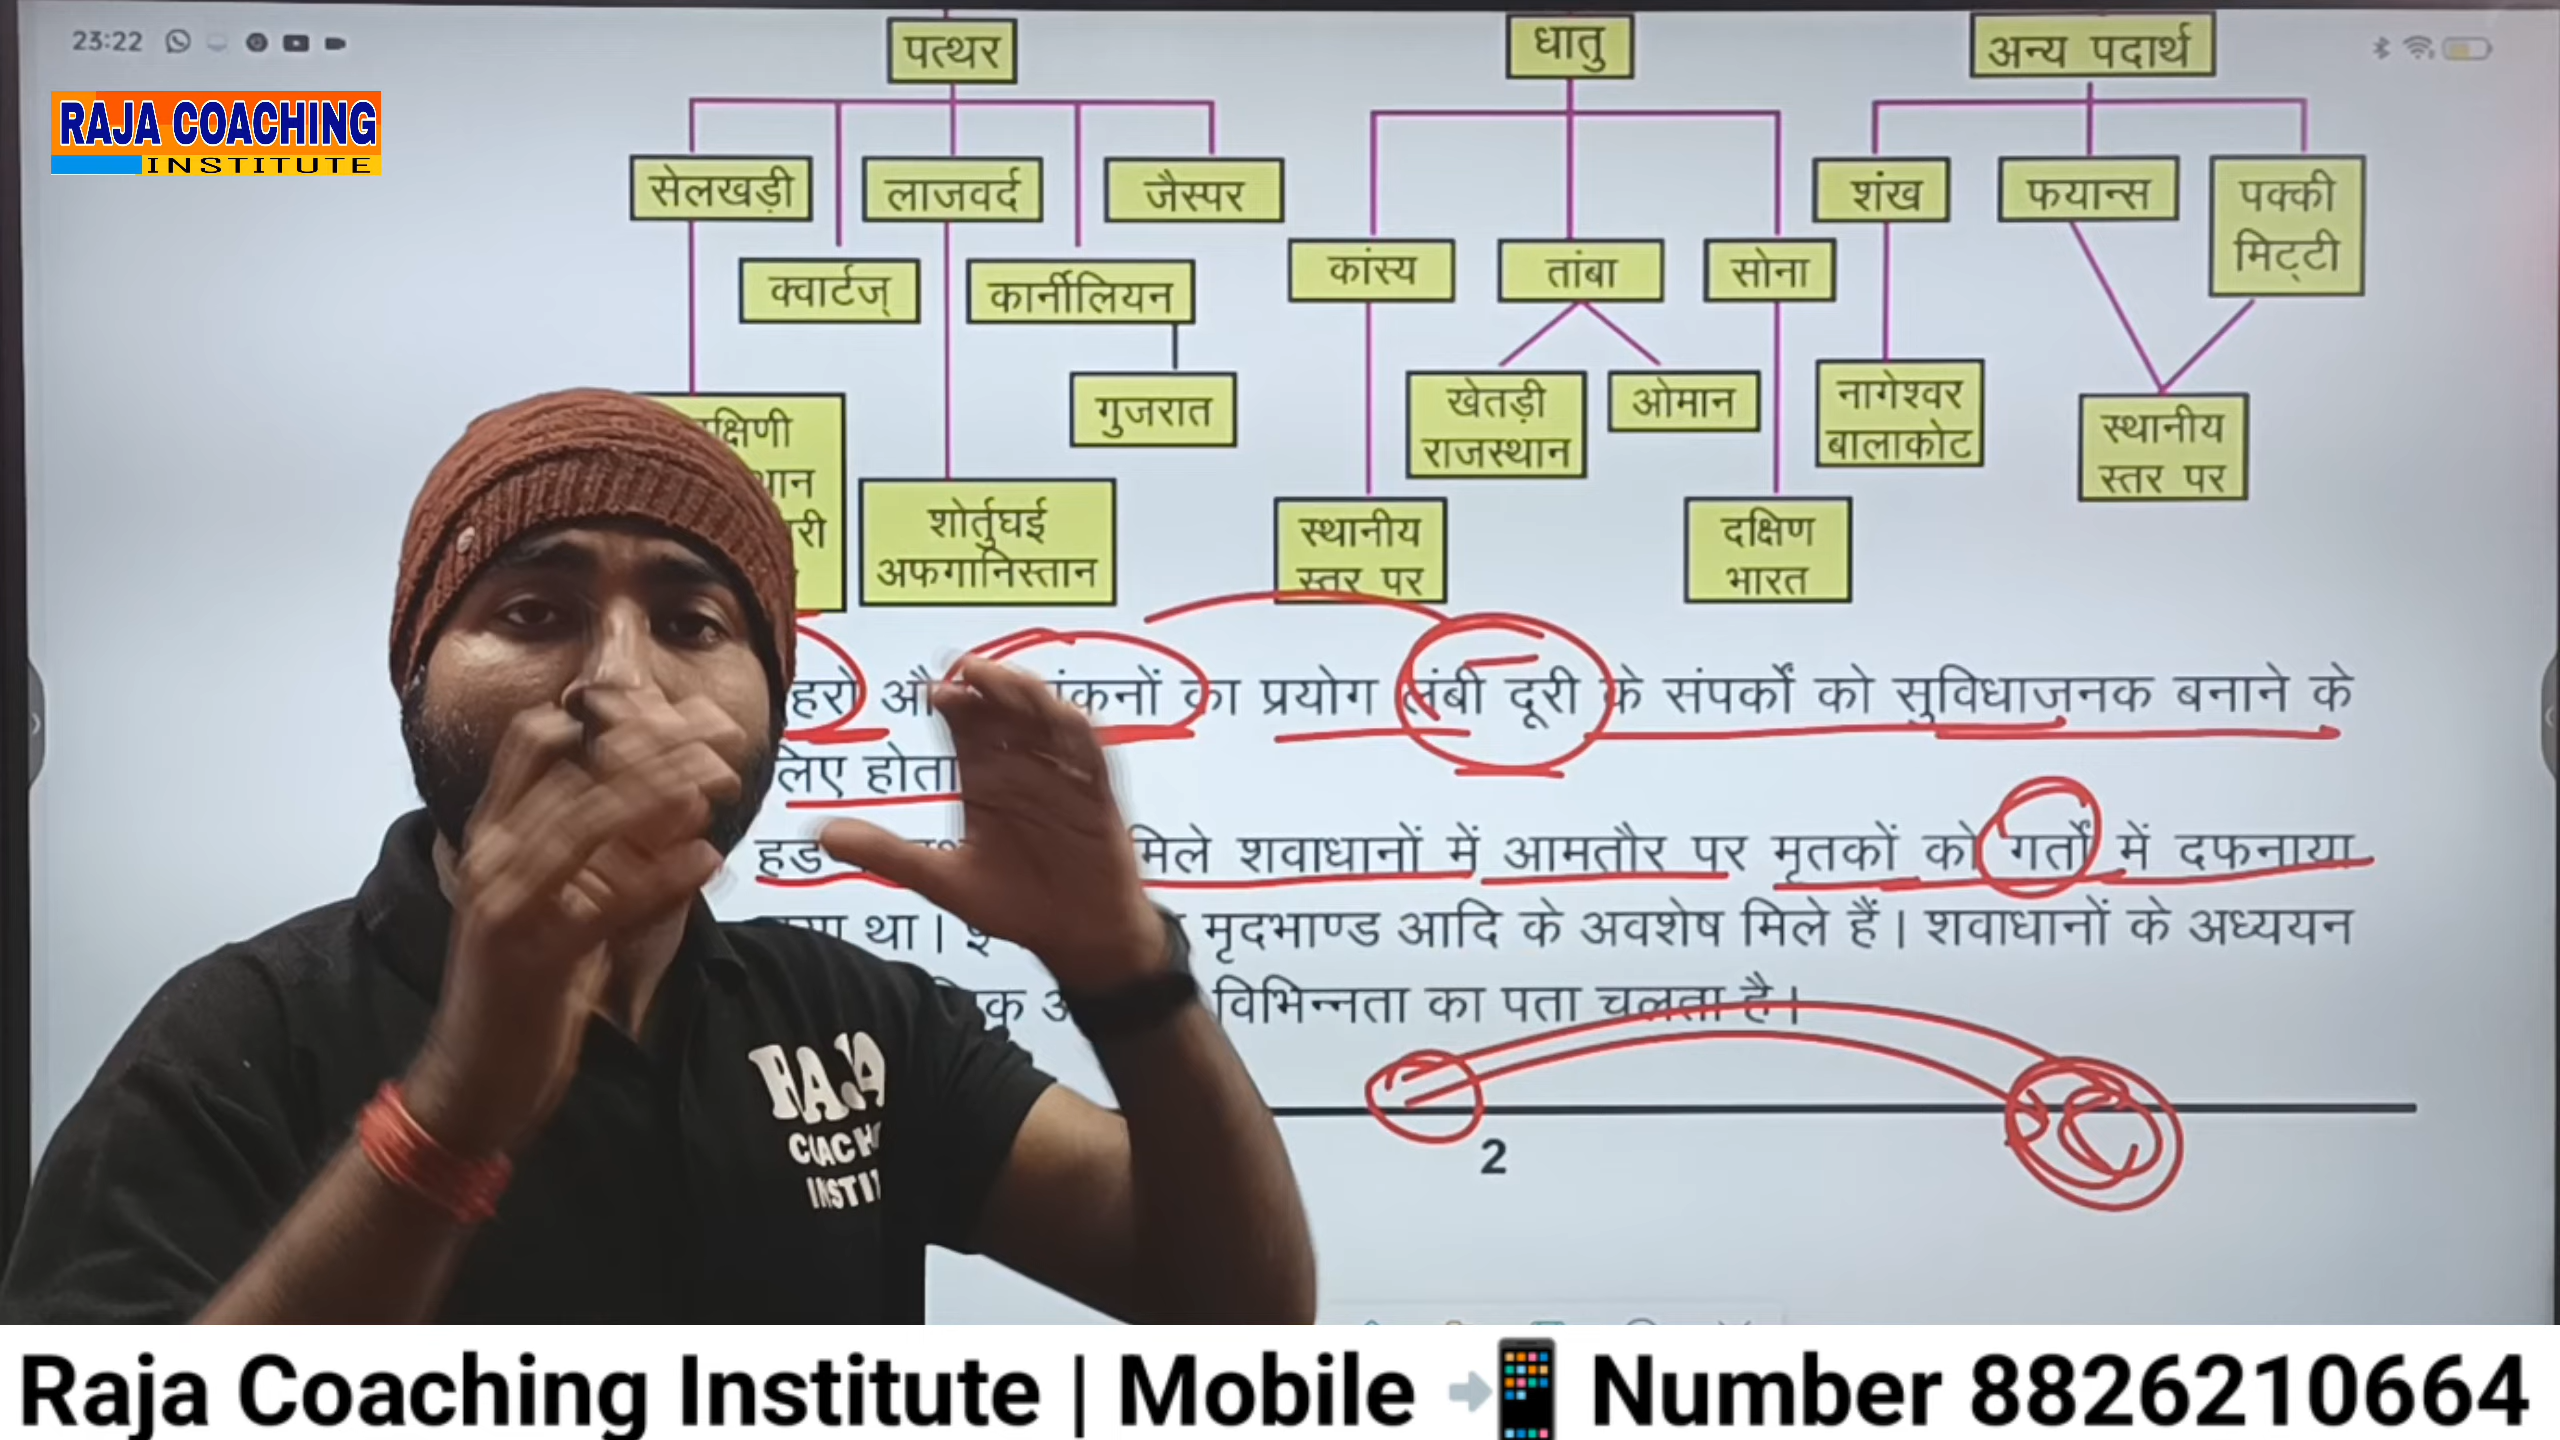 23:22
RAJA COACHING
INSTITUTE
पत्थर
धातु
अन्य पदार्थ
सेलखड़ी
लाजवर्द
जैस्पर
क्वार्टज्
कार्नीलियन
गुजरात
शोर्तुघई
अफगानिस्तान
कांस्य
तांबा
सोना
स्थानीय
स्तर पर
खेतड़ी
राजस्थान
ओमान
दक्षिण
भारत
शंख
फयान्स
पक्की
मिट्टी
नागेश्वर
बालाकोट
स्थानीय
स्तर पर
का प्रयोग लंबी दूरी के संपर्कों को सुविधाजनक बनाने के
लिए होता
मिले शवाधानों में आमतौर पर मृतकों को गर्तों में दफनाया
था। मृदभाण्ड आदि के अवशेष मिले हैं। शवाधानों के अध्ययन
विभिन्नता का पता चलता है।
2
RAJA
Raja Coaching Institute | Mobile 📲 Number 8826210664